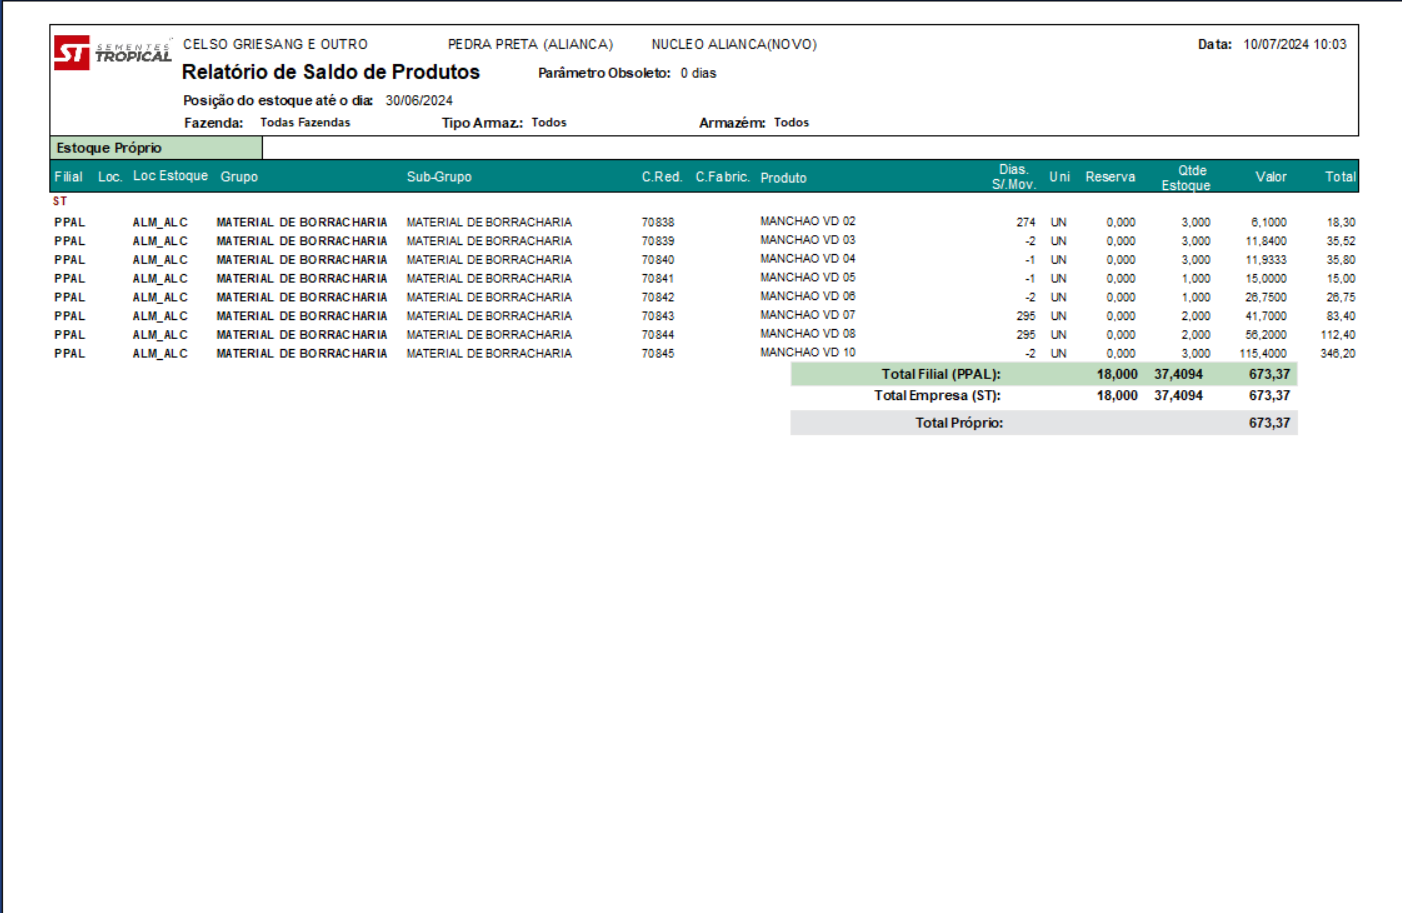 ST SEMENTES TROPICAL CELSO GRIESANG E OUTRO PEDRA PRETA (ALIANCA) NUCLEO ALIANCA(NOVO) Data: 10/07/2024 10:03
Relatório de Saldo de Produtos Parâmetro Obsoleto: 0 dias
Posição do estoque até o dia: 30/06/2024
Fazenda: Todas Fazendas Tipo Armaz.: Todos Armazém: Todos
Estoque Próprio
Filial Loc. Loc Estoque Grupo Sub-Grupo C.Red. C.Fabric. Produto Dias. S/.Mov. Uni Reserva Qtde Estoque Valor Total
ST
PPAL ALM_ALC MATERIAL DE BORRACHARIA MATERIAL DE BORRACHARIA 70838 MANCHAO VD 02 274 UN 0,000 3,000 6,1000 18,30
PPAL ALM_ALC MATERIAL DE BORRACHARIA MATERIAL DE BORRACHARIA 70839 MANCHAO VD 03 -2 UN 0,000 3,000 11,8400 35,52
PPAL ALM_ALC MATERIAL DE BORRACHARIA MATERIAL DE BORRACHARIA 70840 MANCHAO VD 04 -1 UN 0,000 3,000 11,9333 35,80
PPAL ALM_ALC MATERIAL DE BORRACHARIA MATERIAL DE BORRACHARIA 70841 MANCHAO VD 05 -1 UN 0,000 1,000 15,0000 15,00
PPAL ALM_ALC MATERIAL DE BORRACHARIA MATERIAL DE BORRACHARIA 70842 MANCHAO VD 06 -2 UN 0,000 1,000 26,7500 26,75
PPAL ALM_ALC MATERIAL DE BORRACHARIA MATERIAL DE BORRACHARIA 70843 MANCHAO VD 07 295 UN 0,000 2,000 41,7000 83,40
PPAL ALM_ALC MATERIAL DE BORRACHARIA MATERIAL DE BORRACHARIA 70844 MANCHAO VD 08 295 UN 0,000 2,000 56,2000 112,40
PPAL ALM_ALC MATERIAL DE BORRACHARIA MATERIAL DE BORRACHARIA 70845 MANCHAO VD 10 -2 UN 0,000 3,000 115,4000 346,20
Total Filial (PPAL): 18,000 37,4094 673,37
Total Empresa (ST): 18,000 37,4094 673,37
Total Próprio: 673,37